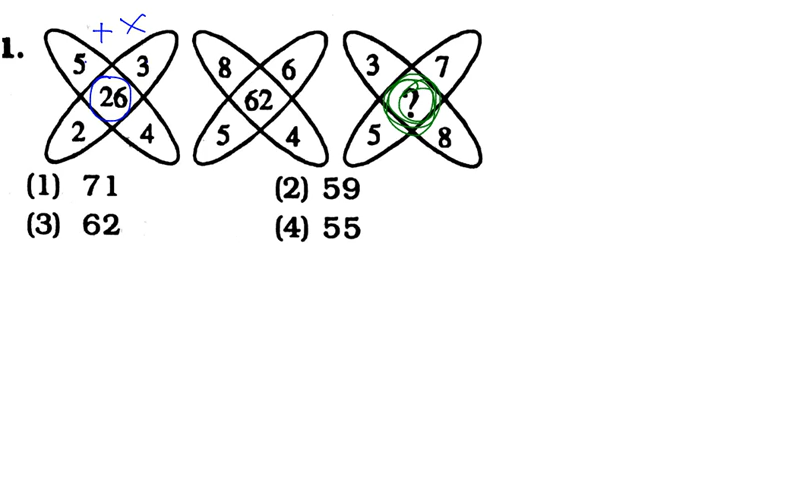 + ×
1. 5 3 8 6 3 7
26 62 ?
2 4 5 4 5 8
(1) 71 (2) 59
(3) 62 (4) 55